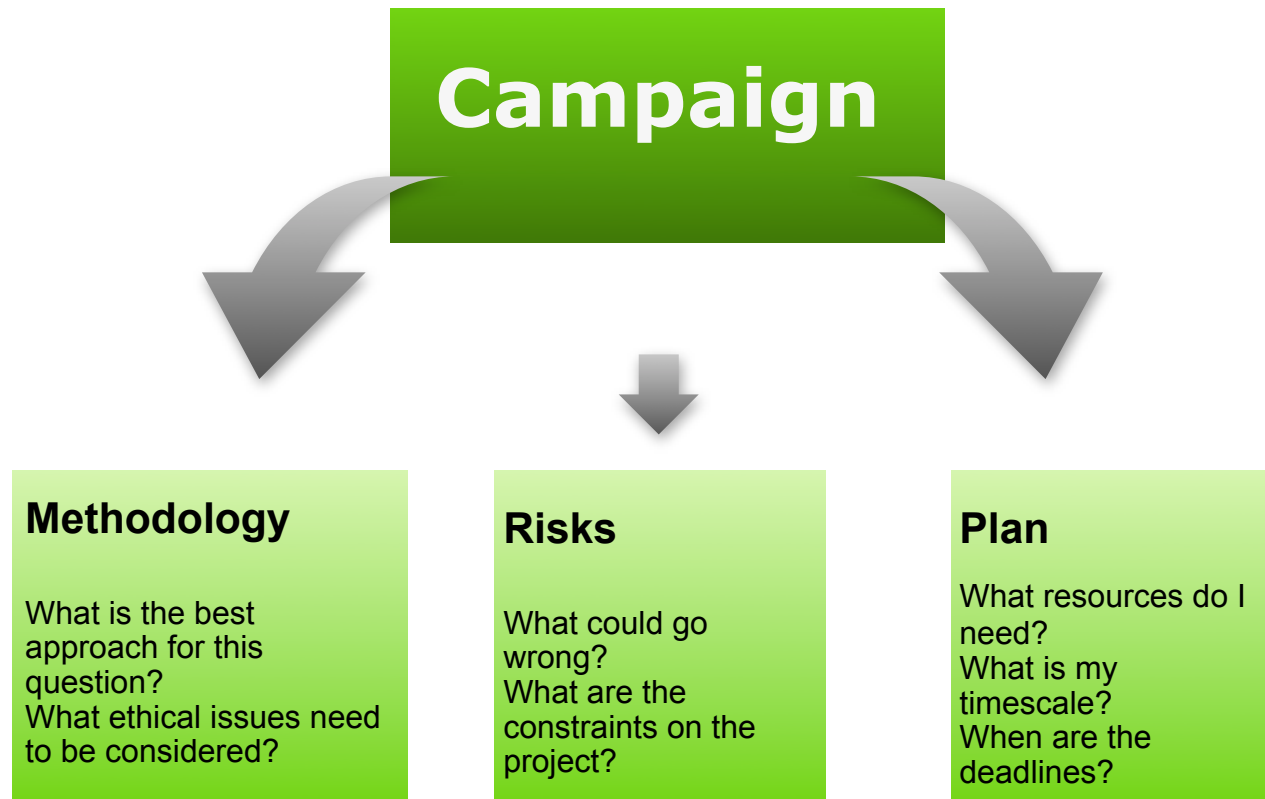 Campaign
Methodology
What is the best
approach for this
question?
What ethical issues need
to be considered?
Risks
What could go
wrong?
What are the
constraints on the
project?
Plan
What resources do I
need?
What is my
timescale?
When are the
deadlines?